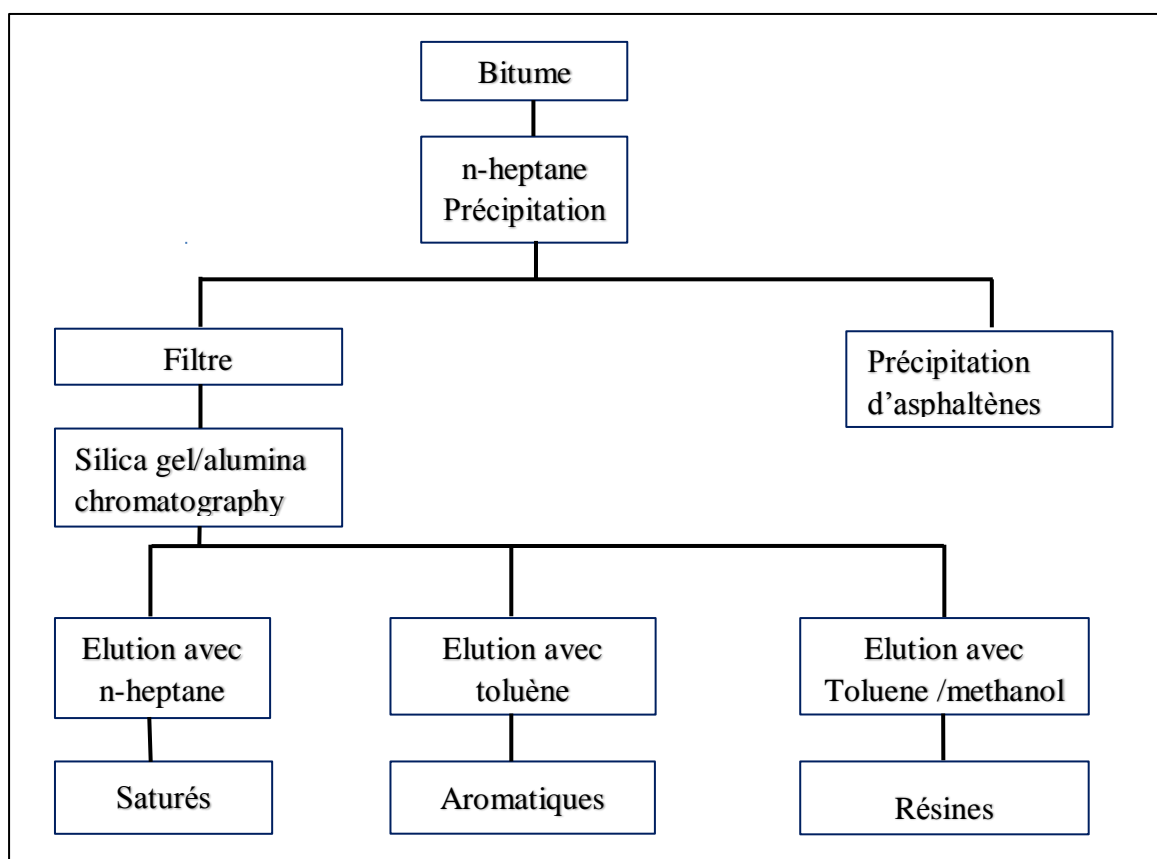 Bitume
n-heptane
Précipitation
Filtre
Précipitation
d’asphaltènes
Silica gel/alumina
chromatography
Elution avec
n-heptane
Elution avec
toluène
Elution avec
Toluene /methanol
Saturés
Aromatiques
Résines